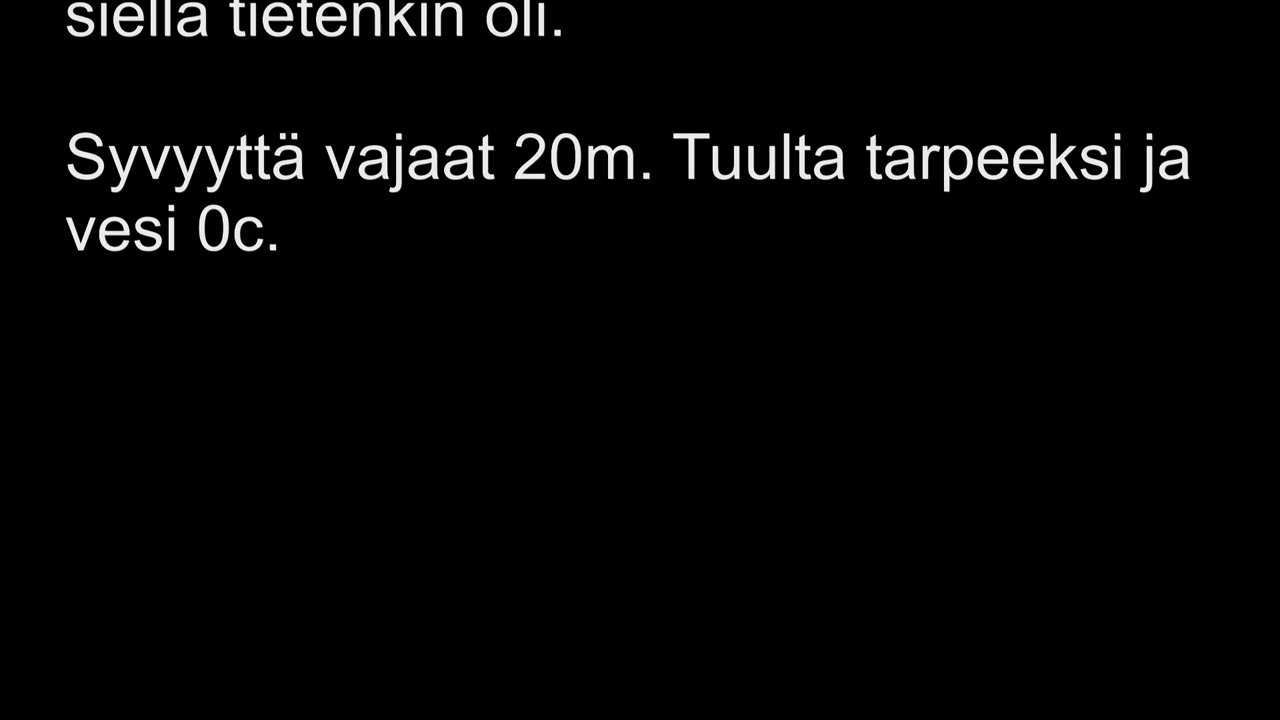 siellä tietenkin oli.
Syvyyttä vajaat 20m. Tuulta tarpeeksi ja
vesi 0c.